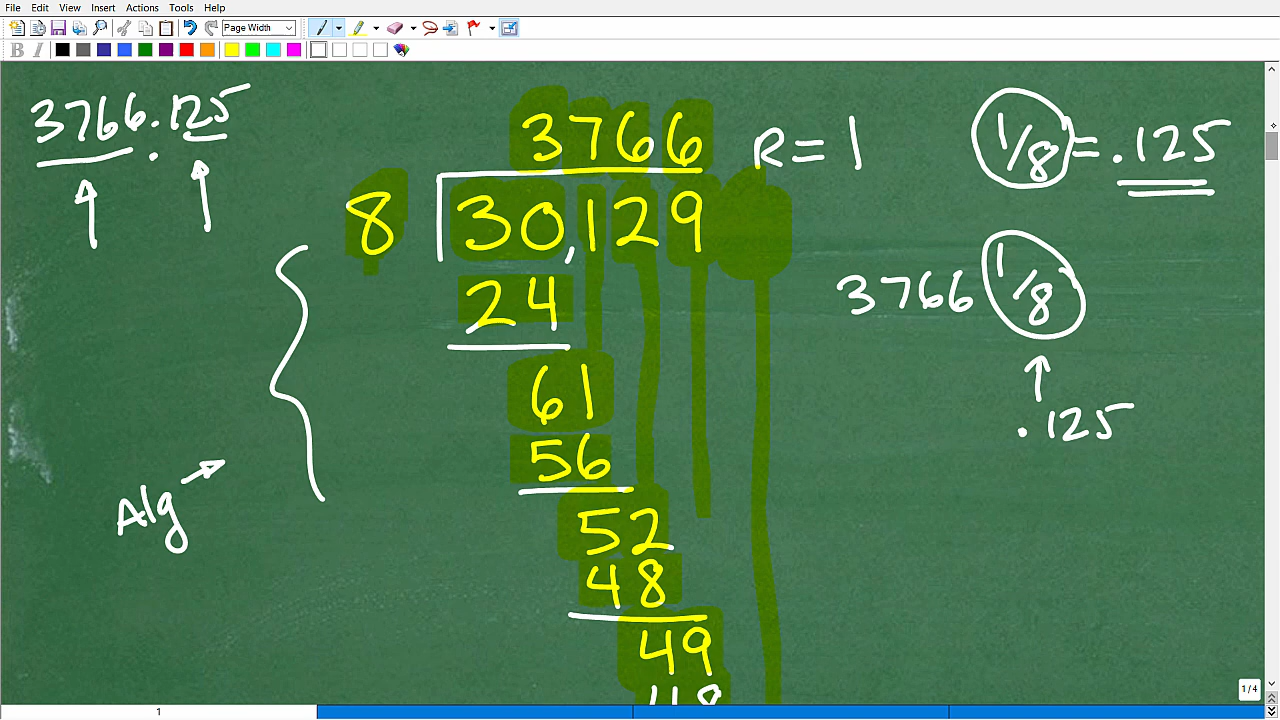 File Edit View Insert Actions Tools Help
Page Width
B I
3766.125
3766 R = 1
1/8 = .125
8 30,129
24
3766 1/8
61
.125
56
Alg
52
48
49
48
1/4
1